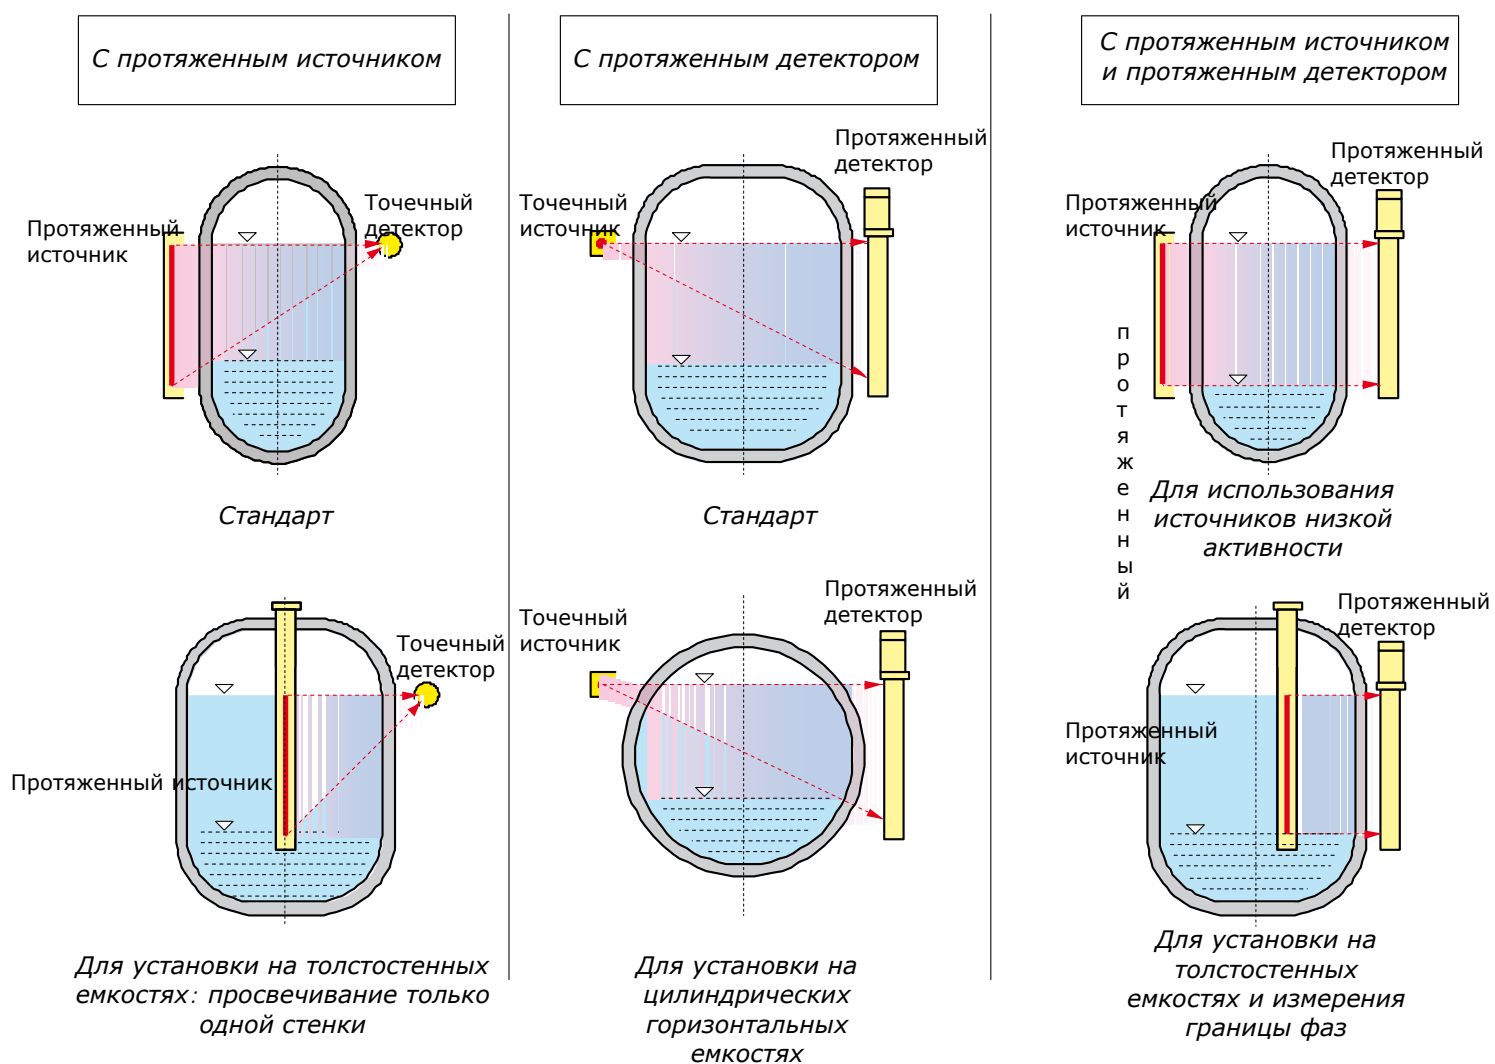 С протяженным источником
Протяженный
источник
Точечный
детектор
Стандарт
Точечный
детектор
Протяженный источник
Для установки на толстостенных
емкостях: просвечивание только
одной стенки
С протяженным детектором
Протяженный
детектор
Точечный
источник
Стандарт
Протяженный
детектор
Точечный
источник
Для установки на
цилиндрических
горизонтальных
емкостях
С протяженным источником
и протяженным детектором
Протяженный
детектор
Протяженный
источник
протяженный
Для использования
источников низкой
активности
Протяженный
детектор
Протяженный
источник
Для установки на
толстостенных
емкостях и измерения
границы фаз